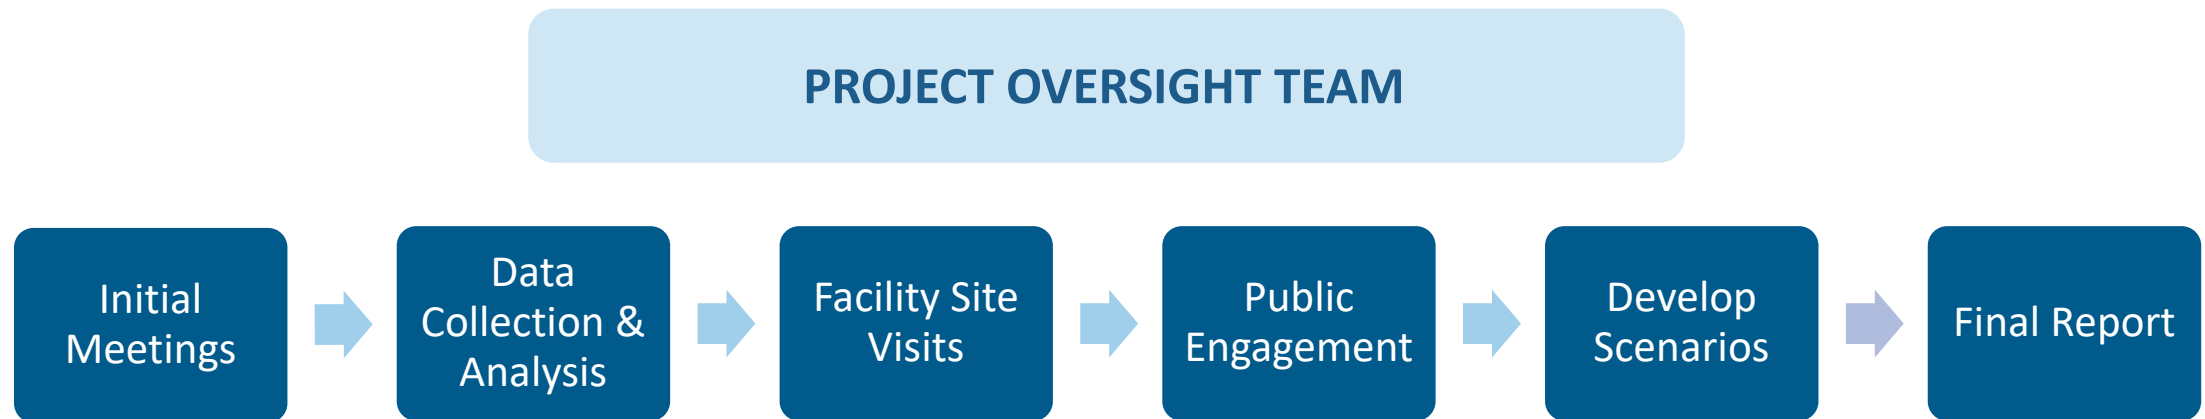 PROJECT OVERSIGHT TEAM
Initial
Meetings
Data
Collection &
Analysis
Facility Site
Visits
Public
Engagement
Develop
Scenarios
Final Report